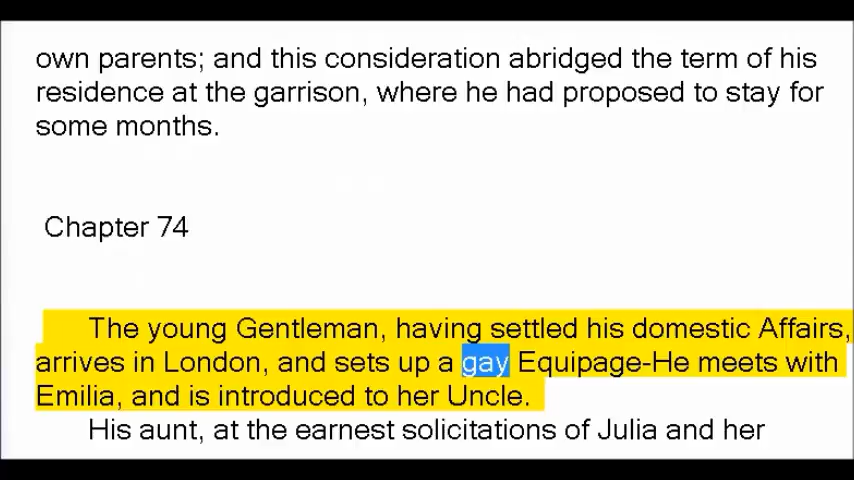 own parents; and this consideration abridged the term of his
residence at the garrison, where he had proposed to stay for
some months.
Chapter 74
The young Gentleman, having settled his domestic Affairs,
arrives in London, and sets up a gay Equipage-He meets with
Emilia, and is introduced to her Uncle.
His aunt, at the earnest solicitations of Julia and her